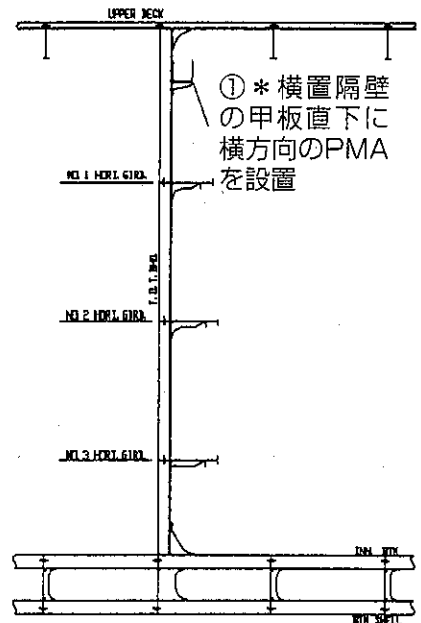 UPPER DECK
①＊横置隔壁
の甲板直下に
横方向のPMA
を設置
NO.1 HORI.GIRD.
T.O.T.BHD.
NO.2 HORI.GIRD.
NO.3 HORI.GIRD.
INN. BTM
BTM SHELL